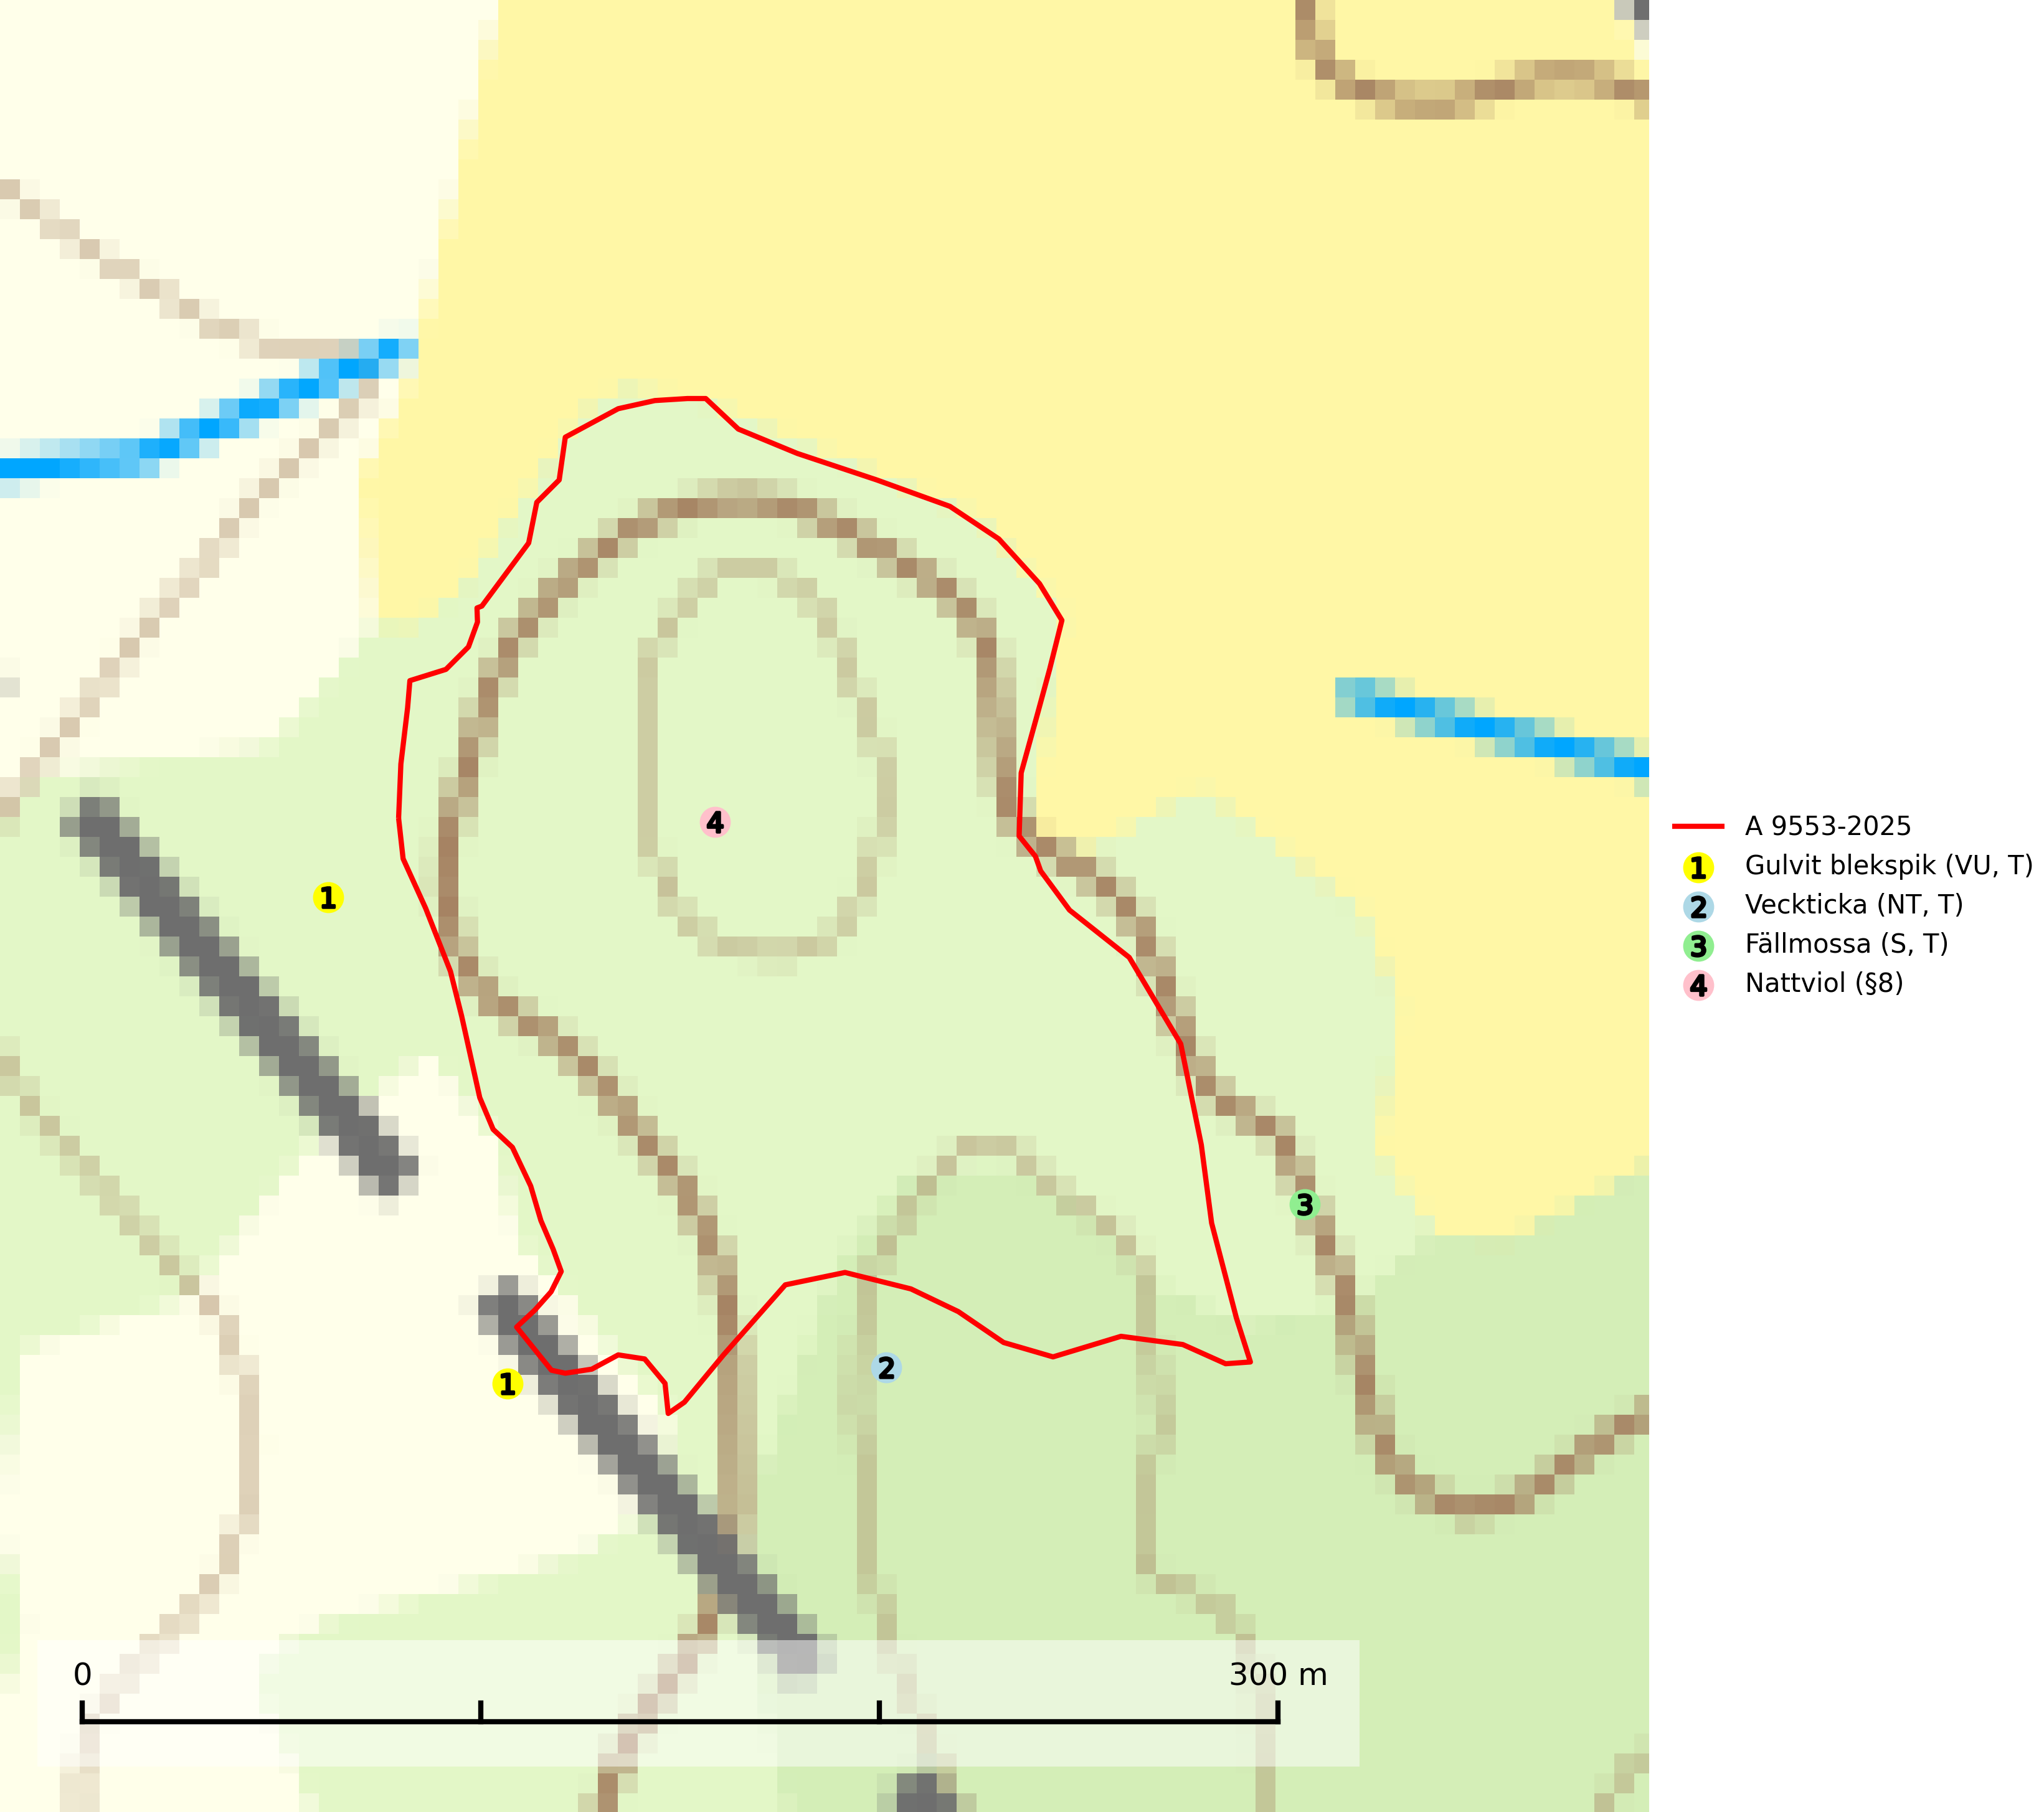 A 9553-2025
1 Gulvit blekspik (VU, T)
2 Veckticka (NT, T)
3 Fällmossa (S, T)
4 Nattviol (§8)
4
1
3
2
1
0 300 m